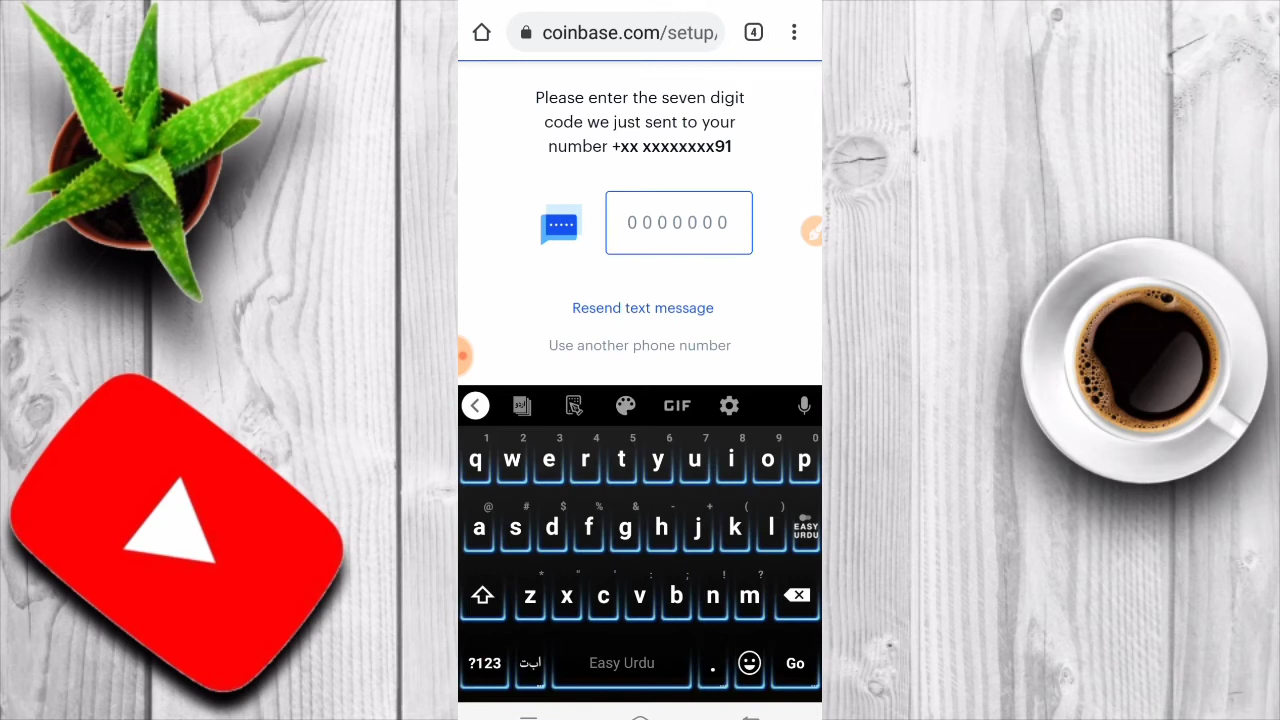 coinbase.com/setup/
4
Please enter the seven digit
code we just sent to your
number +xx xxxxxxxx91
0000000
Resend text message
Use another phone number
GIF
1 2 3 4 5 6 7 8 9 0
q w e r t y u i o p
@ # $ % & - + ( )
a s d f g h j k l EASY
URDU
* " ' : ; ! ?
z x c v b n m
?123 ابت Easy Urdu . Go